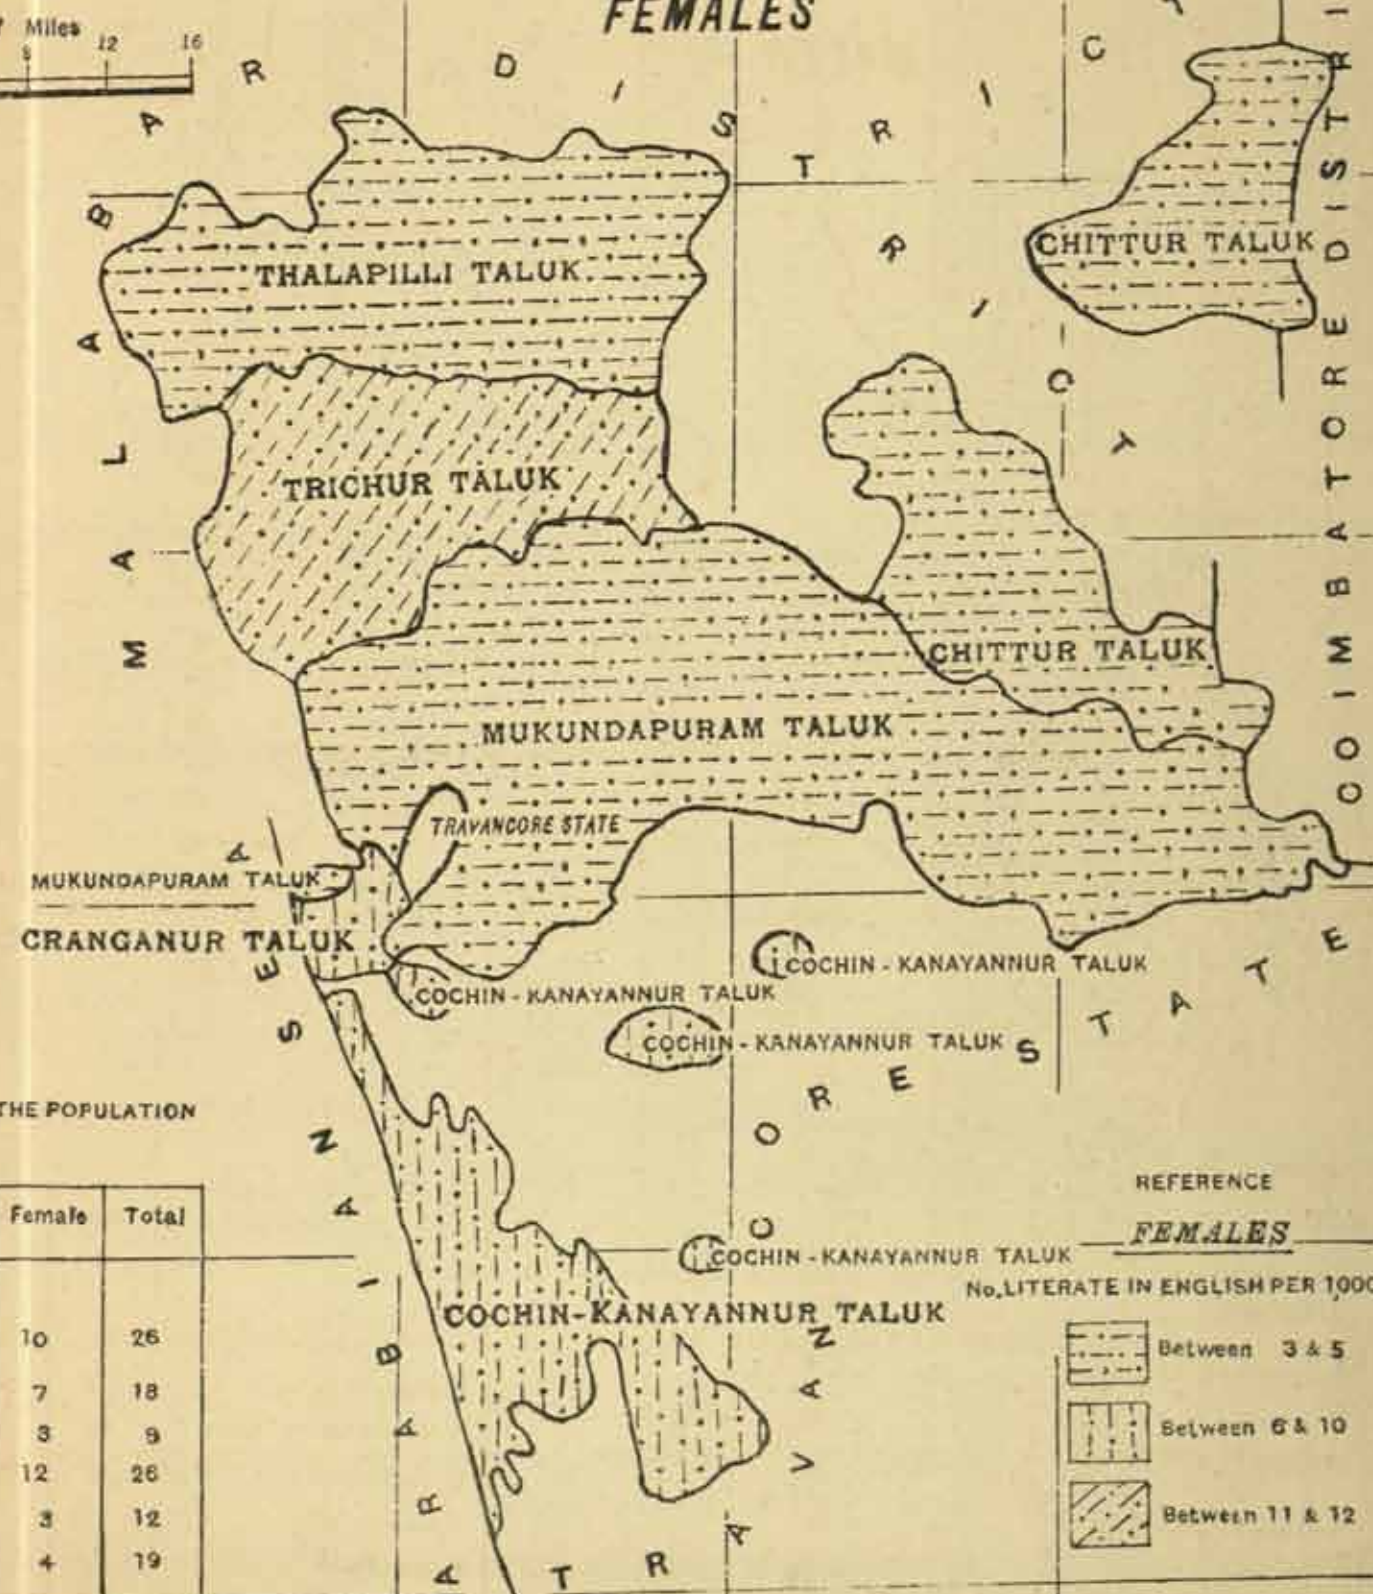 FEMALES
Miles
8 12 16
MALABAR DISTRICT
COIMBATORE DISTRI
CHITTUR TALUK
THALAPILLI TALUK
TRICHUR TALUK
CHITTUR TALUK
MUKUNDAPURAM TALUK
TRAVANCORE STATE
MUKUNDAPURAM TALUK
CRANGANUR TALUK
COCHIN-KANAYANNUR TALUK
COCHIN-KANAYANNUR TALUK
COCHIN-KANAYANNUR TALUK
TRAVANCORE STATE
ARABIAN SEA
THE POPULATION
Female Total
10 26
7 18
3 9
12 26
3 12
4 19
COCHIN-KANAYANNUR TALUK
COCHIN-KANAYANNUR TALUK
REFERENCE
FEMALES
No. LITERATE IN ENGLISH PER 1,000
Between 3 & 5
Between 6 & 10
Between 11 & 12